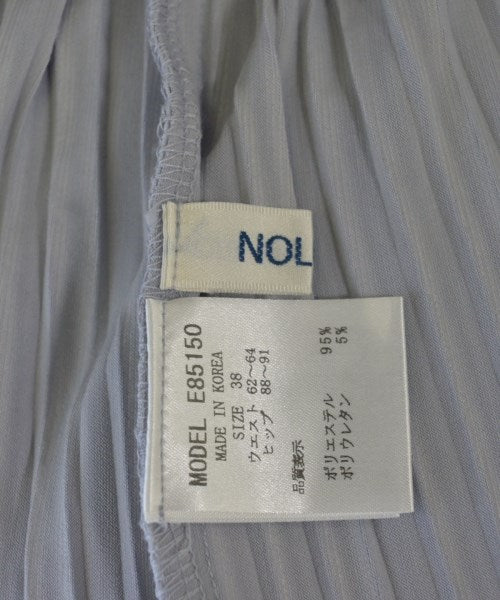 NOL
MODEL E85150
MADE IN KOREA
SIZE 38
ウエスト 62～64
ヒップ 88～91
品質表示
ポリエステル 95%
ポリウレタン 5%